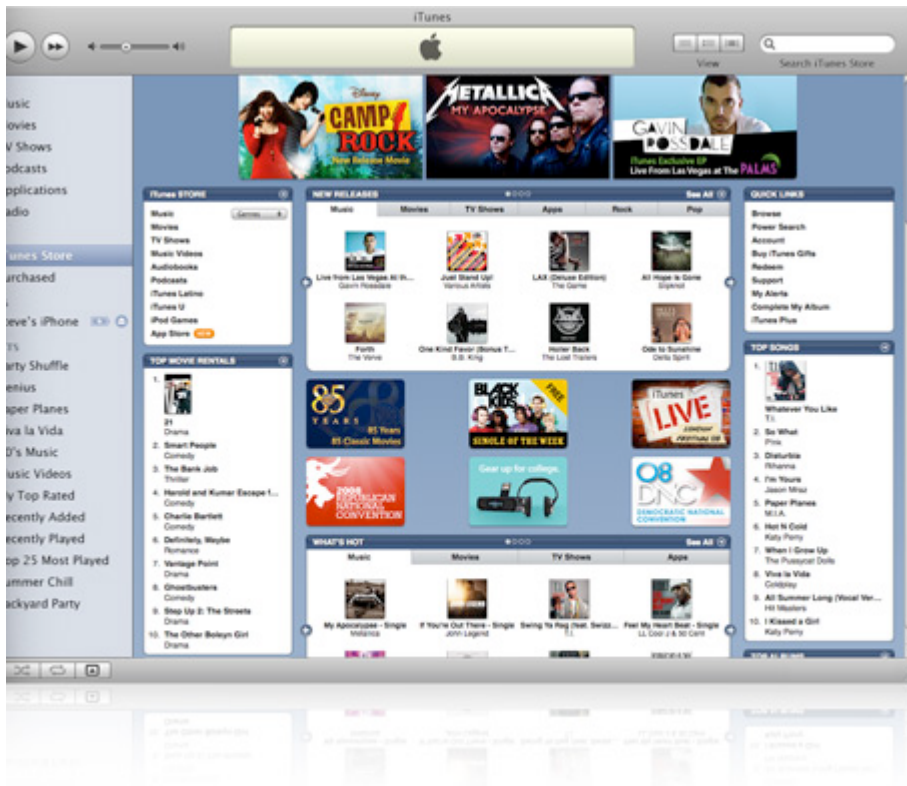 iTunes
View
Search iTunes Store
usic
ovies
V Shows
odcasts
pplications
adio
unes Store
urchased
teve's iPhone
TS
arty Shuffle
enius
aper Planes
iva la Vida
0's Music
usic Videos
y Top Rated
ecently Added
ecently Played
op 25 Most Played
ummer Chill
ackyard Party
Disney
CAMP ROCK
New Release Movie
METALLICA
MY APOCALYPSE
GAVIN ROSSDALE
iTunes Exclusive EP
Live From Las Vegas at The PALMS
iTunes STORE
Music
Genres
Movies
TV Shows
Music Videos
Audiobooks
Podcasts
iTunes Latino
iTunes U
iPod Games
App Store NEW
TOP MOVIE RENTALS
1.
21
Drama
2. Smart People
Comedy
3. The Bank Job
Thriller
4. Harold and Kumar Escape f...
Comedy
5. Charlie Bartlett
Comedy
6. Definitely, Maybe
Romance
7. Vantage Point
Drama
8. Ghostbusters
Comedy
9. Step Up 2: The Streets
Drama
10. The Other Boleyn Girl
Drama
NEW RELEASES
See All
Music Movies TV Shows Apps Rock Pop
Live from Las Vegas At th...
Gavin Rossdale
Just Stand Up!
Various Artists
LAX (Deluxe Edition)
The Game
All Hope Is Gone
Slipknot
Forth
The Verve
One Kind Favor (Bonus T...
B.B. King
Holler Back
The Lost Trailers
Ode to Sunshine
Delta Spirit
85
YEARS
85 Years
85 Classic Movies
BLACK KIDS
FREE
SINGLE OF THE WEEK
iTunes
LIVE
LONDON
FESTIVAL 08
2008
REPUBLICAN
NATIONAL
CONVENTION
Gear up for college.
08
DNC
DEMOCRATIC NATIONAL
CONVENTION
WHAT'S HOT
See All
Music Movies TV Shows Apps
My Apocalypse - Single
Metallica
If You're Out There - Single
John Legend
Swing Ya Rag (feat. Swizz...
T.I.
Feel My Heart Beat - Single
LL Cool J & 50 Cent
QUICK LINKS
Browse
Power Search
Account
Buy iTunes Gifts
Redeem
Support
My Alerts
Complete My Album
iTunes Plus
TOP SONGS
1.
Whatever You Like
T.I.
2. So What
Pink
3. Disturbia
Rihanna
4. I'm Yours
Jason Mraz
5. Paper Planes
M.I.A.
6. Hot N Cold
Katy Perry
7. When I Grow Up
The Pussycat Dolls
8. Viva la Vida
Coldplay
9. All Summer Long (Vocal Ver...
Hit Masters
10. I Kissed a Girl
Katy Perry
TOP ALBUMS